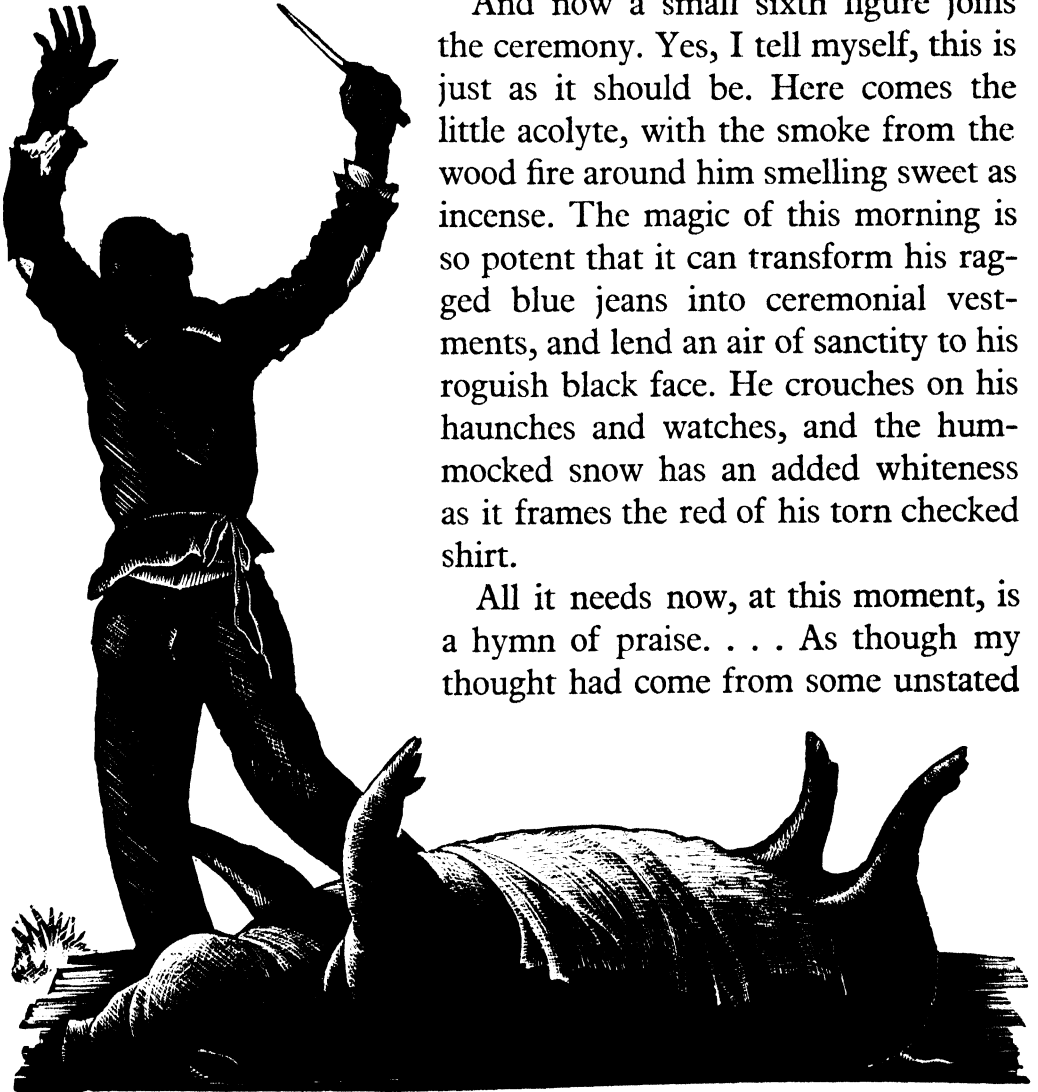 And now a small sixth figure joins
the ceremony. Yes, I tell myself, this is
just as it should be. Here comes the
little acolyte, with the smoke from the
wood fire around him smelling sweet as
incense. The magic of this morning is
so potent that it can transform his rag-
ged blue jeans into ceremonial vest-
ments, and lend an air of sanctity to his
roguish black face. He crouches on his
haunches and watches, and the hum-
mocked snow has an added whiteness
as it frames the red of his torn checked
shirt.
All it needs now, at this moment, is
a hymn of praise. . . . As though my
thought had come from some unstated